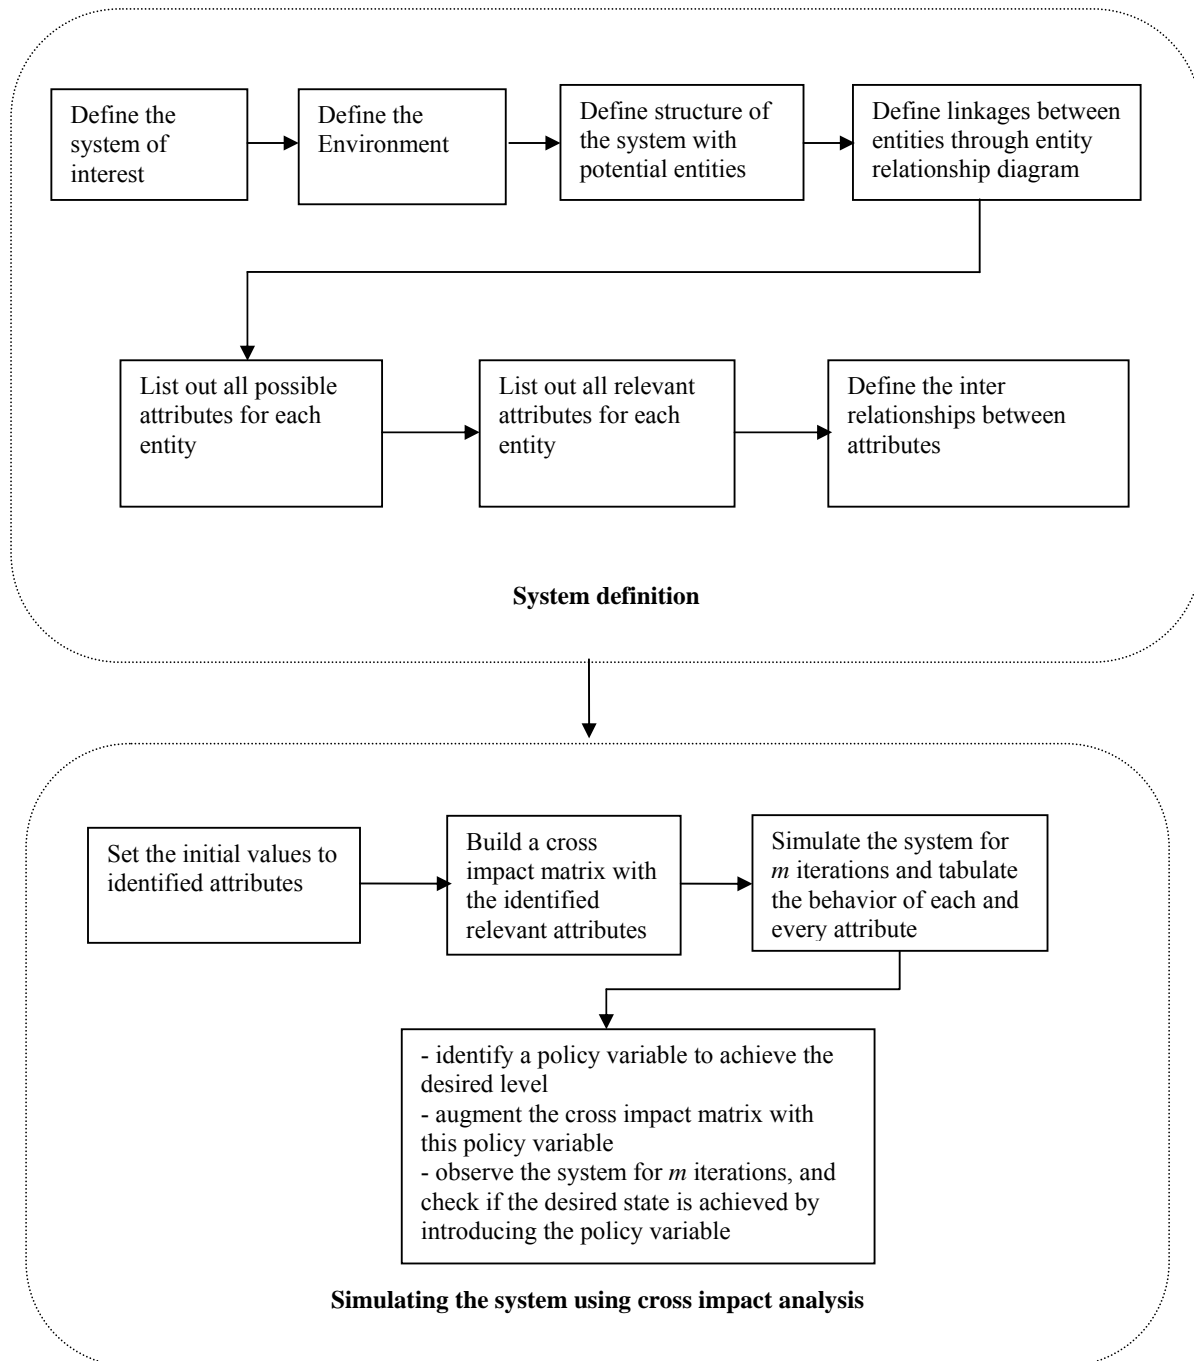 Define the
system of
interest
Define the
Environment
Define structure of
the system with
potential entities
Define linkages between
entities through entity
relationship diagram
List out all possible
attributes for each
entity
List out all relevant
attributes for each
entity
Define the inter
relationships between
attributes
System definition
Set the initial values to
identified attributes
Build a cross
impact matrix with
the identified
relevant attributes
Simulate the system for
m iterations and tabulate
the behavior of each and
every attribute
- identify a policy variable to achieve the
desired level
- augment the cross impact matrix with
this policy variable
- observe the system for m iterations, and
check if the desired state is achieved by
introducing the policy variable
Simulating the system using cross impact analysis